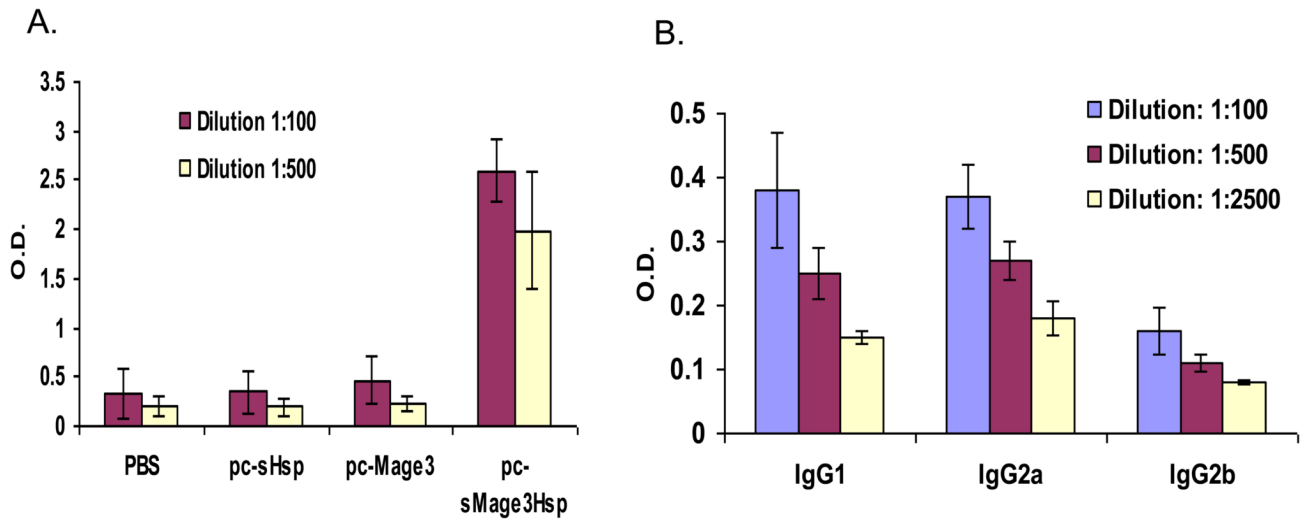 A.
3.5
3
2.5
2
1.5
1
0.5
0
O.D.
Dilution 1:100
Dilution 1:500
PBS
pc-sHsp
pc-Mage3
pc-
sMage3Hsp
B.
0.5
0.4
0.3
0.2
0.1
0
O.D.
Dilution: 1:100
Dilution: 1:500
Dilution: 1:2500
IgG1
IgG2a
IgG2b